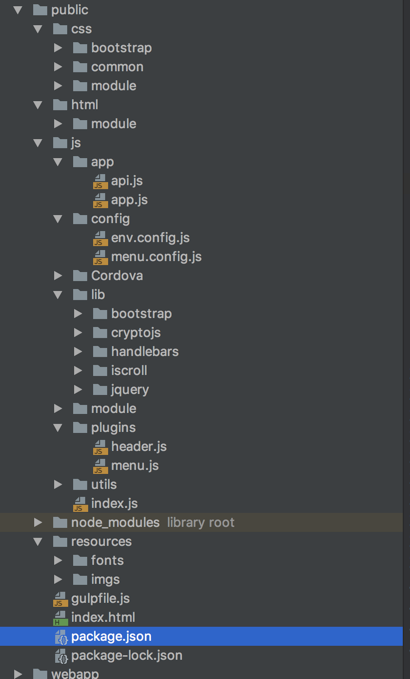 public
css
bootstrap
common
module
html
module
js
app
api.js
app.js
config
env.config.js
menu.config.js
Cordova
lib
bootstrap
cryptojs
handlebars
iscroll
jquery
module
plugins
header.js
menu.js
utils
index.js
node_modules library root
resources
fonts
imgs
gulpfile.js
index.html
package.json
package-lock.json
webapp